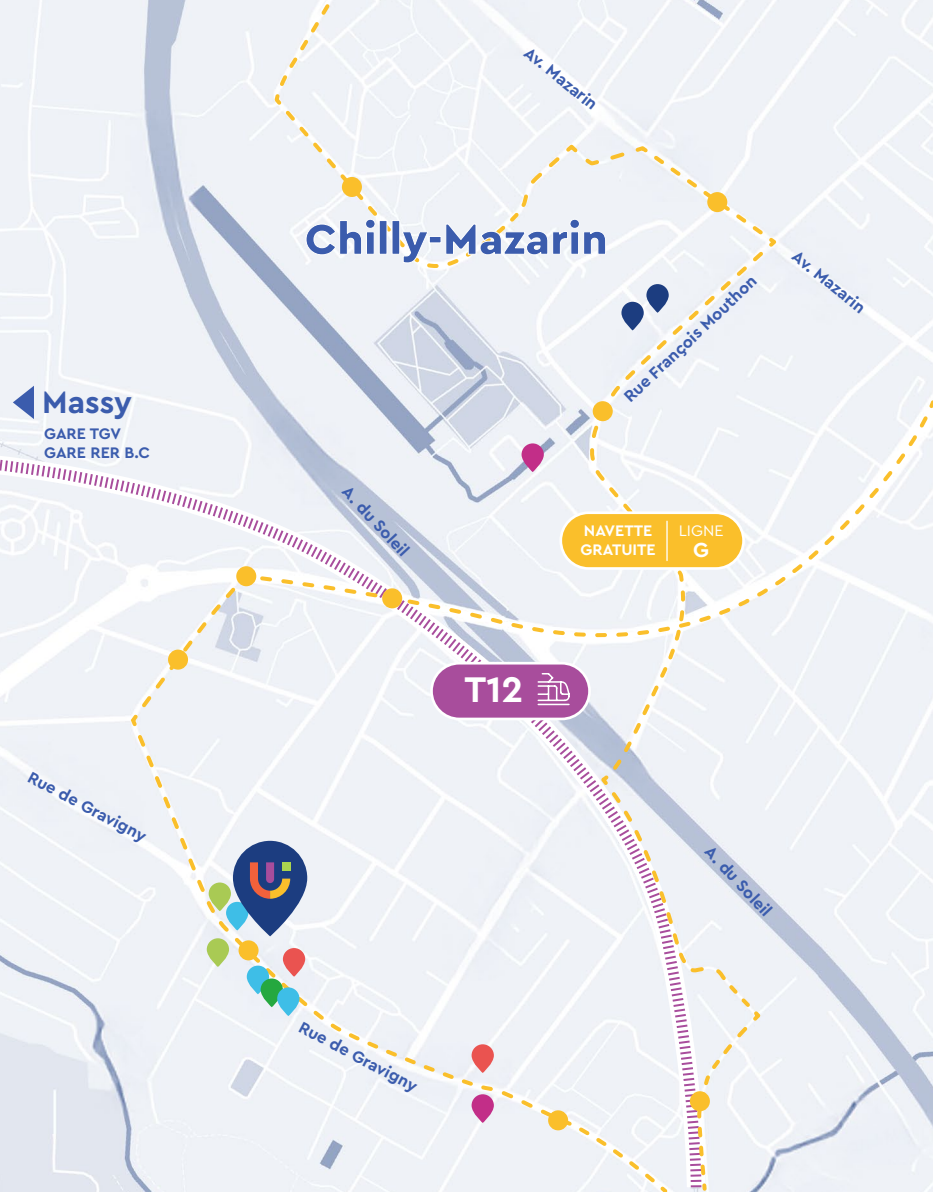 Av. Mazarin
Chilly-Mazarin
Av. Mazarin
Rue François Mouthon
Massy
GARE TGV
GARE RER B.C
A. du Soleil
NAVETTE
GRATUITE
LIGNE
G
T12
Rue de Gravigny
A. du Soleil
Rue de Gravigny